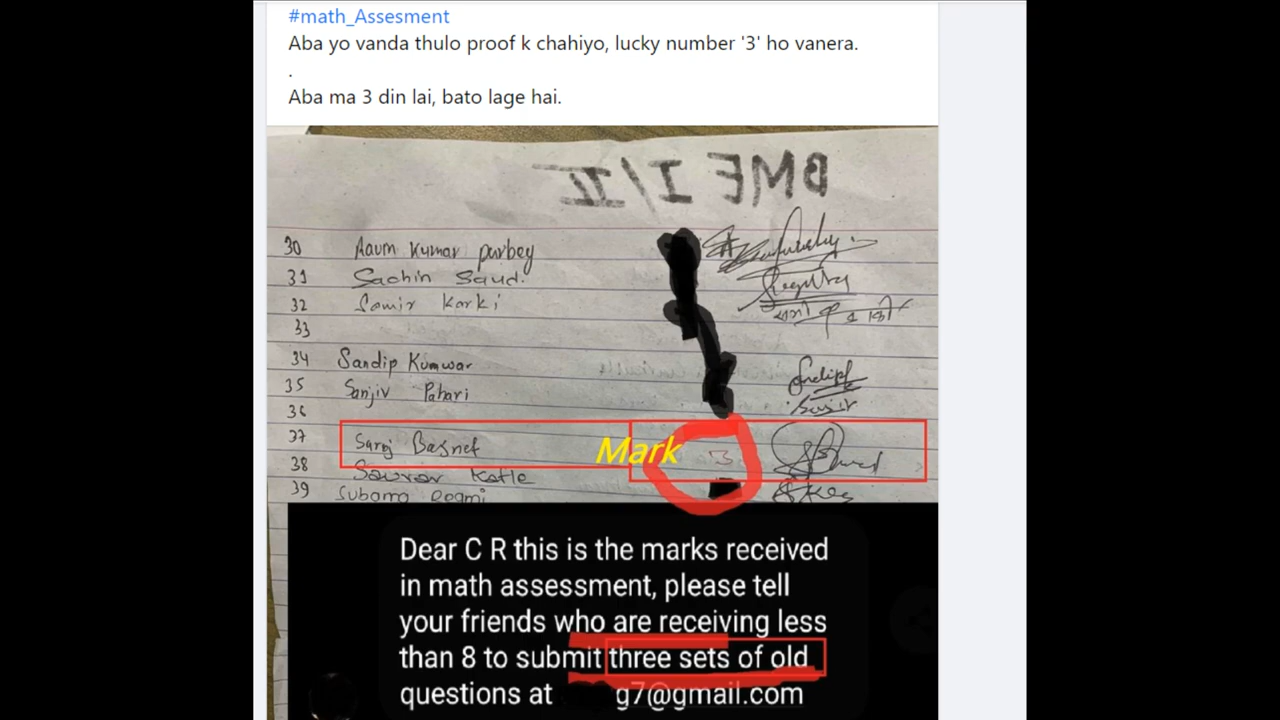 #math_Assesment
Aba yo vanda thulo proof k chahiyo, lucky number '3' ho vanera.
.
Aba ma 3 din lai, bato lage hai.
BME I/II
30 Aaum Kumar Purbey
31 Sachin Saud.
32 Samir Karki
33
34 Sandip Kumwar
35 Sanjiv Pahari
36
37 Saroj Basnet Mark 3
38 Sourav Katle
39 Subarna Regmi
Dear C R this is the marks received
in math assessment, please tell
your friends who are receiving less
than 8 to submit three sets of old
questions at g7@gmail.com